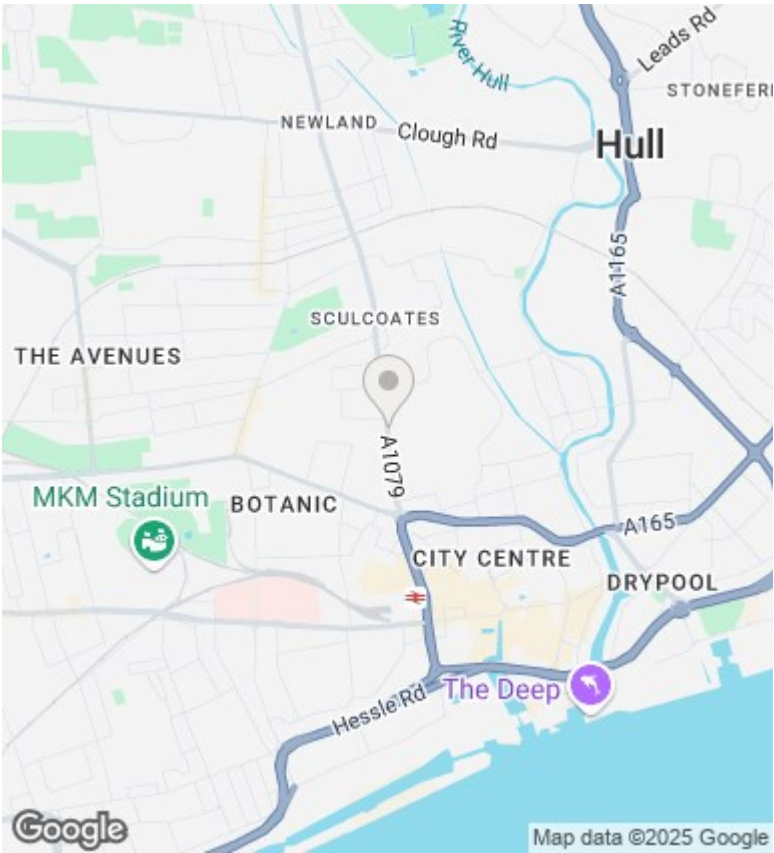 River Hull
Leads Rd
STONEFER
NEWLAND
Clough Rd
Hull
A1165
SCULCOATES
THE AVENUES
A1079
MKM Stadium
BOTANIC
A165
CITY CENTRE
DRYPOOL
The Deep
Hessle Rd
Google
Map data ©2025 Google